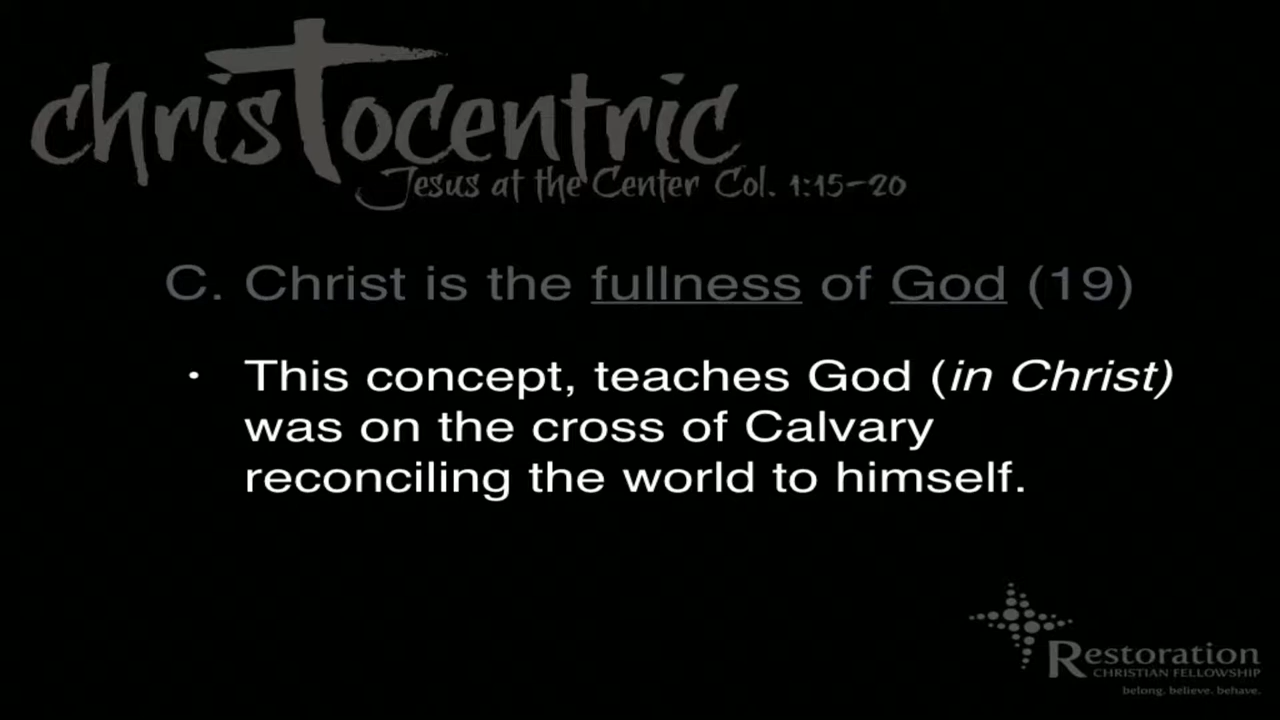 chrisTocentric
Jesus at the Center Col. 1:15-20
C. Christ is the fullness of God (19)
• This concept, teaches God (in Christ)
was on the cross of Calvary
reconciling the world to himself.
Restoration
CHRISTIAN FELLOWSHIP
belong. believe. behave.